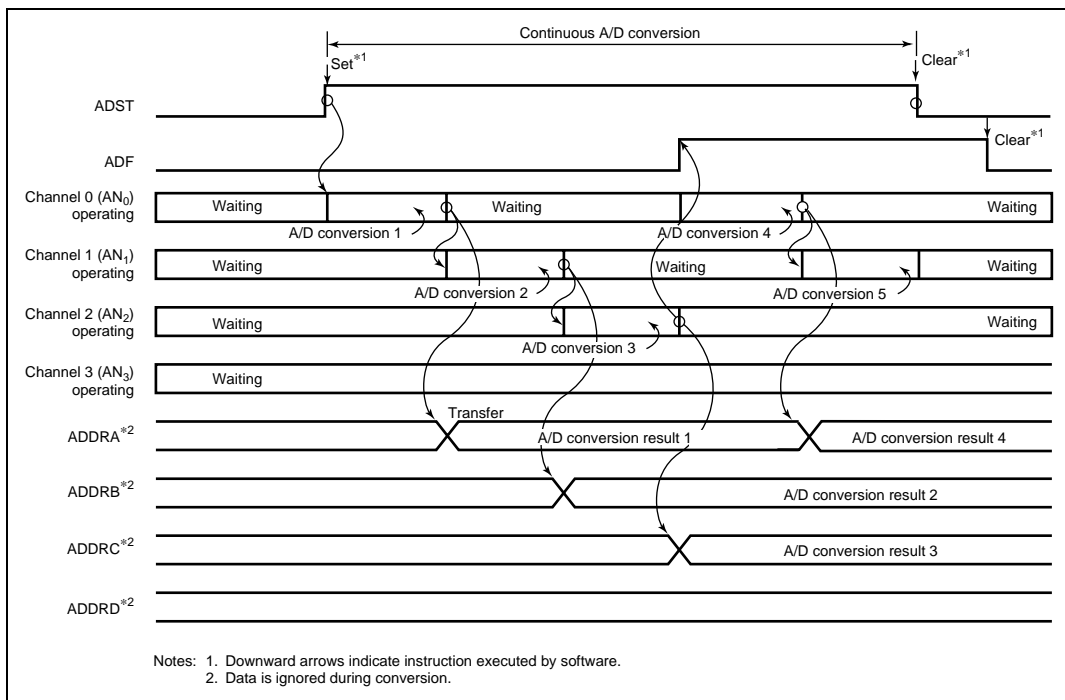 Continuous A/D conversion
Set*1
Clear*1
ADST
Clear*1
ADF
Channel 0 (AN0)
operating
Waiting
Waiting
Waiting
A/D conversion 1
A/D conversion 4
Channel 1 (AN1)
operating
Waiting
Waiting
Waiting
A/D conversion 2
A/D conversion 5
Channel 2 (AN2)
operating
Waiting
Waiting
A/D conversion 3
Channel 3 (AN3)
operating
Waiting
Transfer
ADDRA*2
A/D conversion result 1
A/D conversion result 4
ADDRB*2
A/D conversion result 2
ADDRC*2
A/D conversion result 3
ADDRD*2
Notes: 1. Downward arrows indicate instruction executed by software.
2. Data is ignored during conversion.